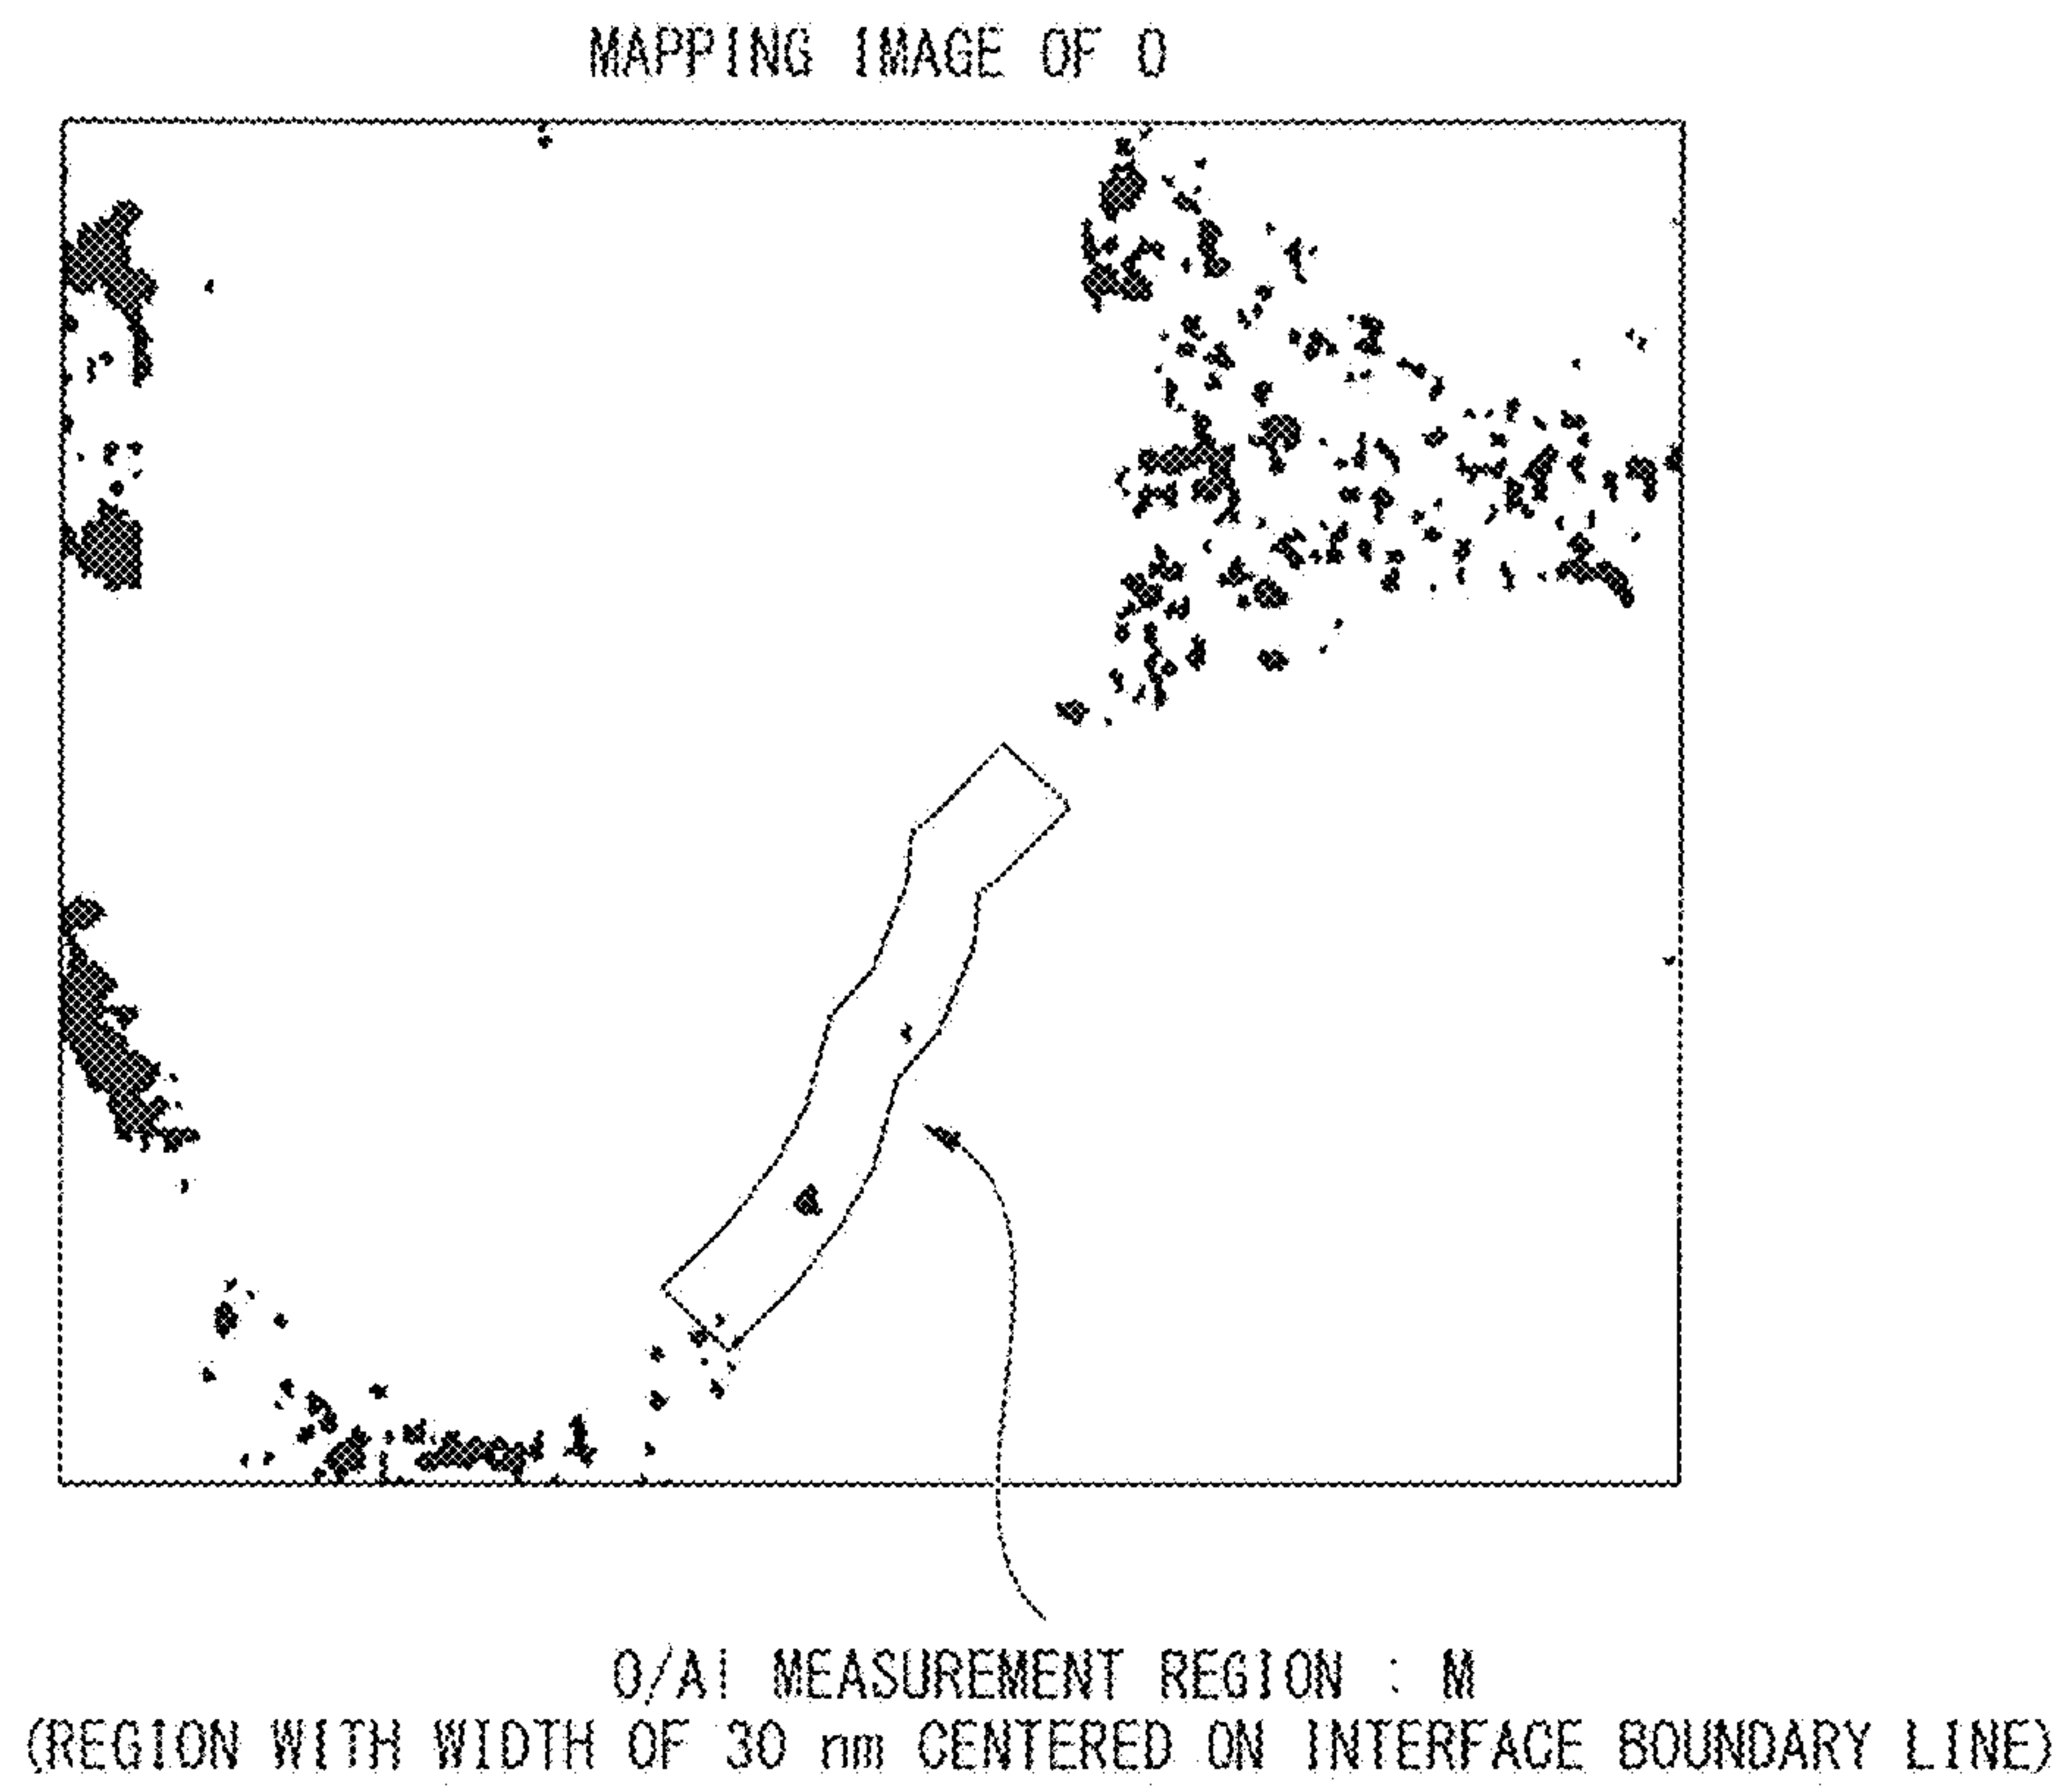 MAPPING IMAGE OF O
O/Al MEASUREMENT REGION : M
(REGION WITH WIDTH OF 30 nm CENTERED ON INTERFACE BOUNDARY LINE)